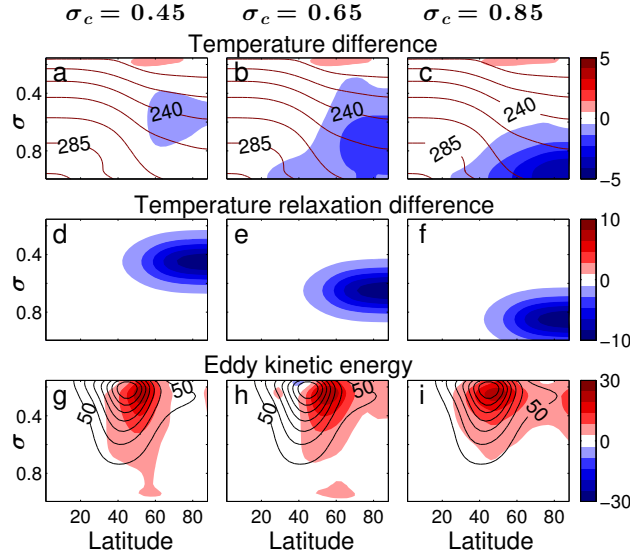 σc = 0.45 σc = 0.65 σc = 0.85
Temperature difference
a b c
240 240 240
285 285 285
0.4
0.8
σ
5
0
−5
Temperature relaxation difference
d e f
0.4
0.8
σ
10
0
−10
Eddy kinetic energy
g h i
50 50 50 50 50
0.4
0.8
σ
30
0
−30
20 40 60 80 20 40 60 80 20 40 60 80
Latitude Latitude Latitude